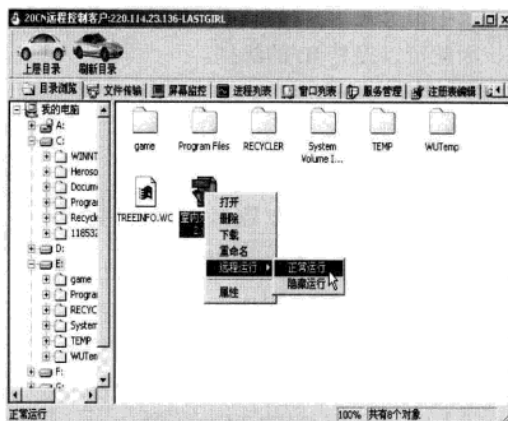 20CN远程控制客户:220.114.23.136-LASTGIRL
上层目录 刷新目录
目录浏览 文件传输 屏幕监控 进程列表 窗口列表 服务管理 注册表编辑
我的电脑
A:
C:
WINNT
Heroso
Docum
Progra
Recycl
118532
D:
E:
game
Progra
RECYC
System
TEMP
WUTem
F:
G:
game Program Files RECYCLER System Volume I... TEMP WUTemp
TREEINFO.WC
打开
删除
下载
重命名
远程运行
属性
正常运行
隐藏运行
正常运行 100% 共有8个对象